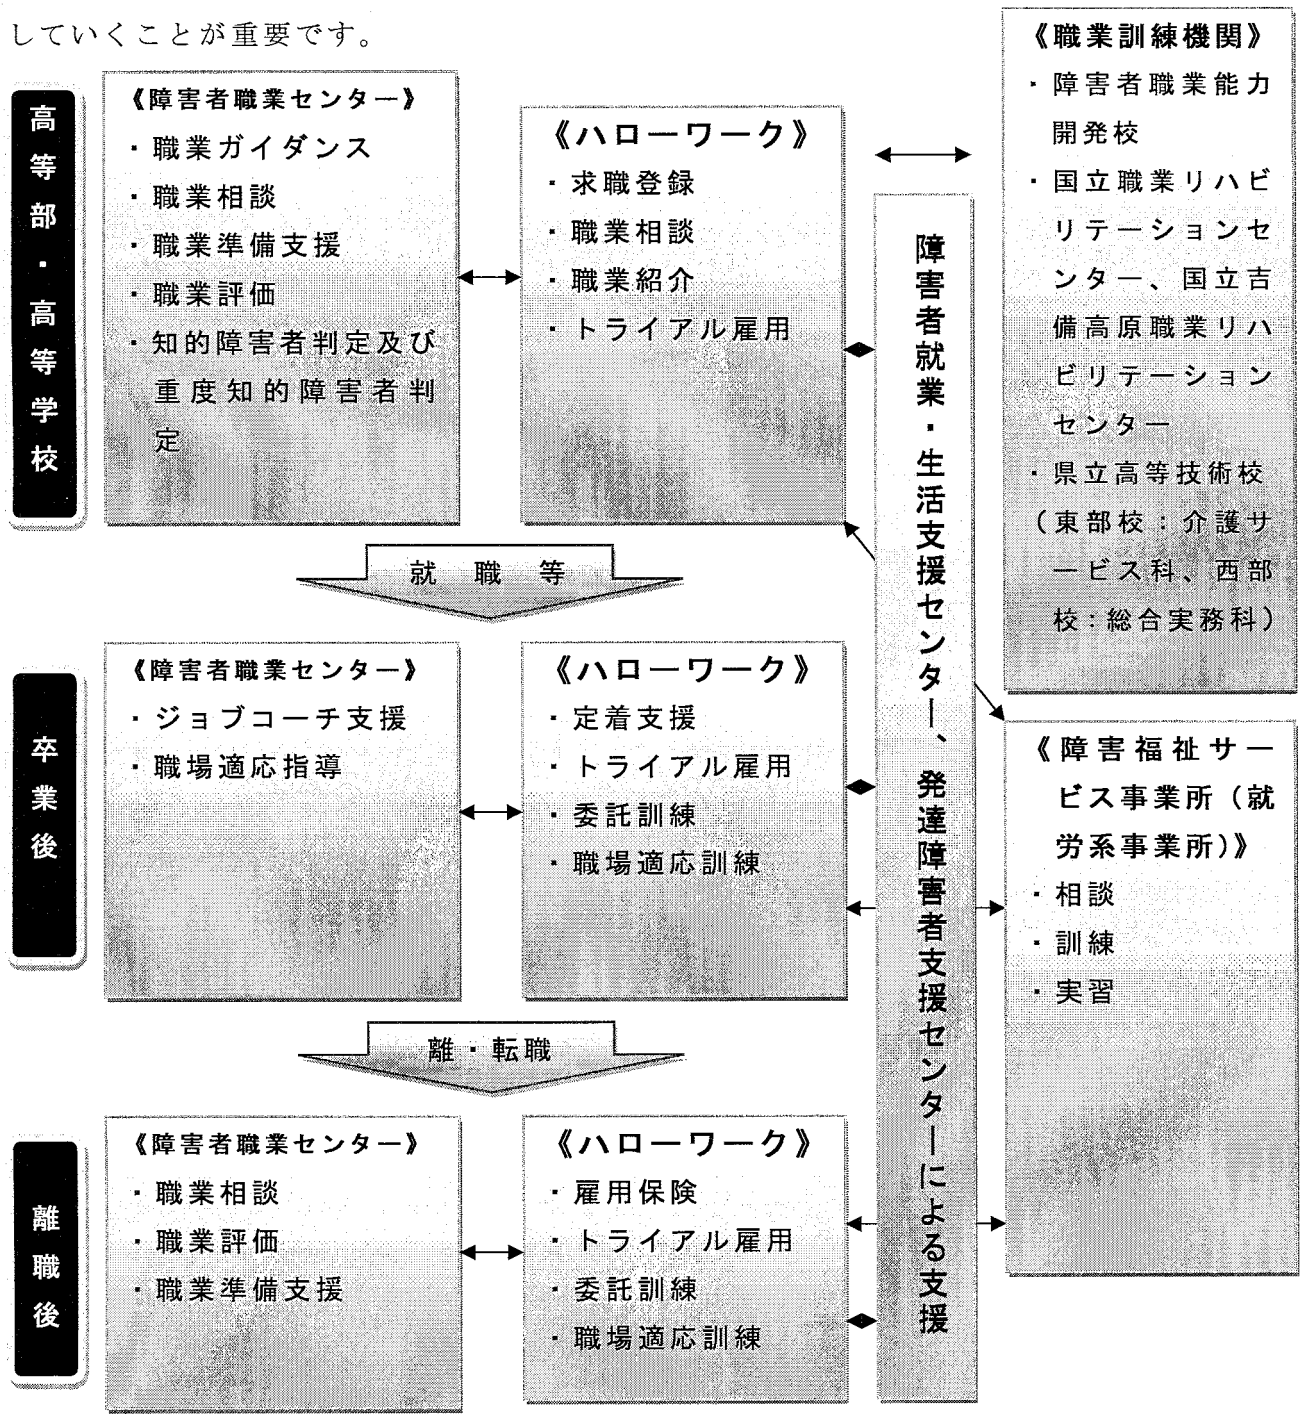 していくことが重要です。
高等部・高等学校
《障害者職業センター》
・職業ガイダンス
・職業相談
・職業準備支援
・職業評価
・知的障害者判定及び
重度知的障害者判
定
《ハローワーク》
・求職登録
・職業相談
・職業紹介
・トライアル雇用
就職等
卒業後
《障害者職業センター》
・ジョブコーチ支援
・職場適応指導
《ハローワーク》
・定着支援
・トライアル雇用
・委託訓練
・職場適応訓練
離・転職
離職後
《障害者職業センター》
・職業相談
・職業評価
・職業準備支援
《ハローワーク》
・雇用保険
・トライアル雇用
・委託訓練
・職場適応訓練
障害者就業・生活支援センター、発達障害者支援センターによる支援
《職業訓練機関》
・障害者職業能力
開発校
・国立職業リハビ
リテーションセ
ンター、国立吉
備高原職業リハ
ビリテーション
センター
・県立高等技術校
（東部校：介護サ
ービス科、西部
校：総合実務科）
《障害福祉サー
ビス事業所（就
労系事業所）》
・相談
・訓練
・実習